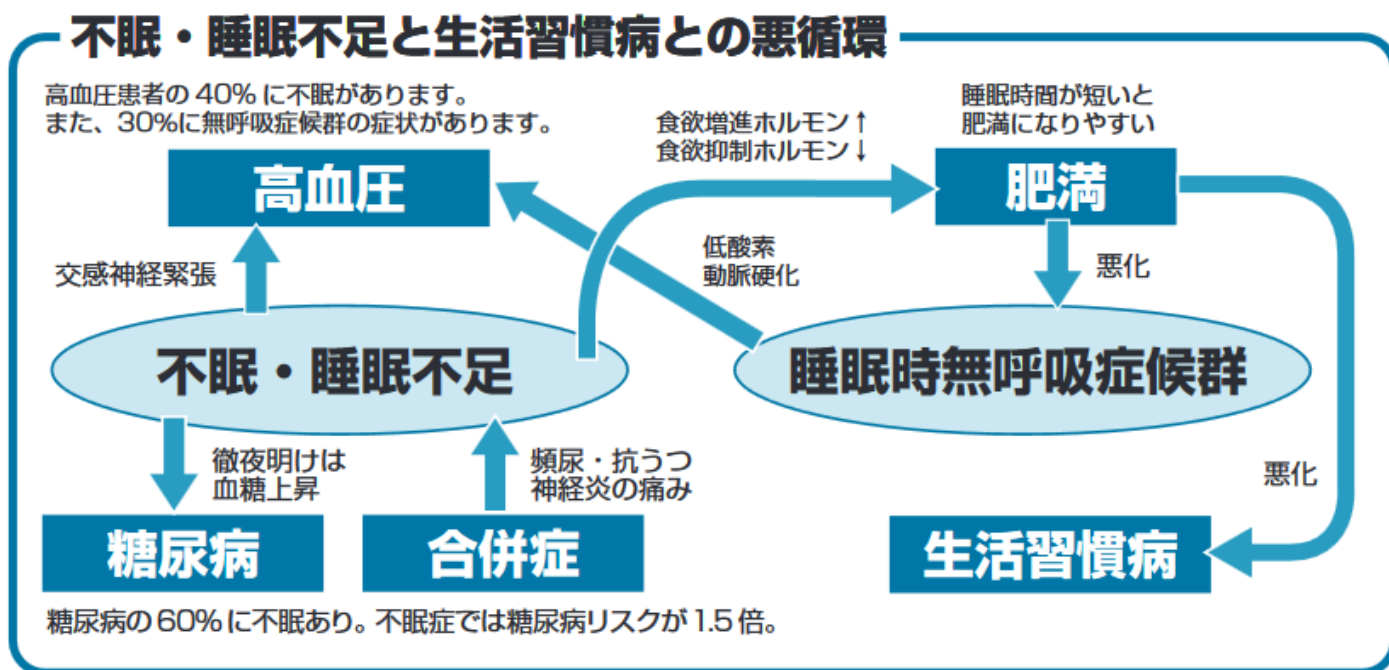 不眠・睡眠不足と生活習慣病との悪循環
高血圧患者の40%に不眠があります。
また、30%に無呼吸症候群の症状があります。
食欲増進ホルモン↑
食欲抑制ホルモン↓
睡眠時間が短いと
肥満になりやすい
高血圧
肥満
交感神経緊張
低酸素
動脈硬化
悪化
不眠・睡眠不足
睡眠時無呼吸症候群
徹夜明けは
血糖上昇
頻尿・抗うつ
神経炎の痛み
悪化
糖尿病
合併症
生活習慣病
糖尿病の60%に不眠あり。不眠症では糖尿病リスクが1.5倍。